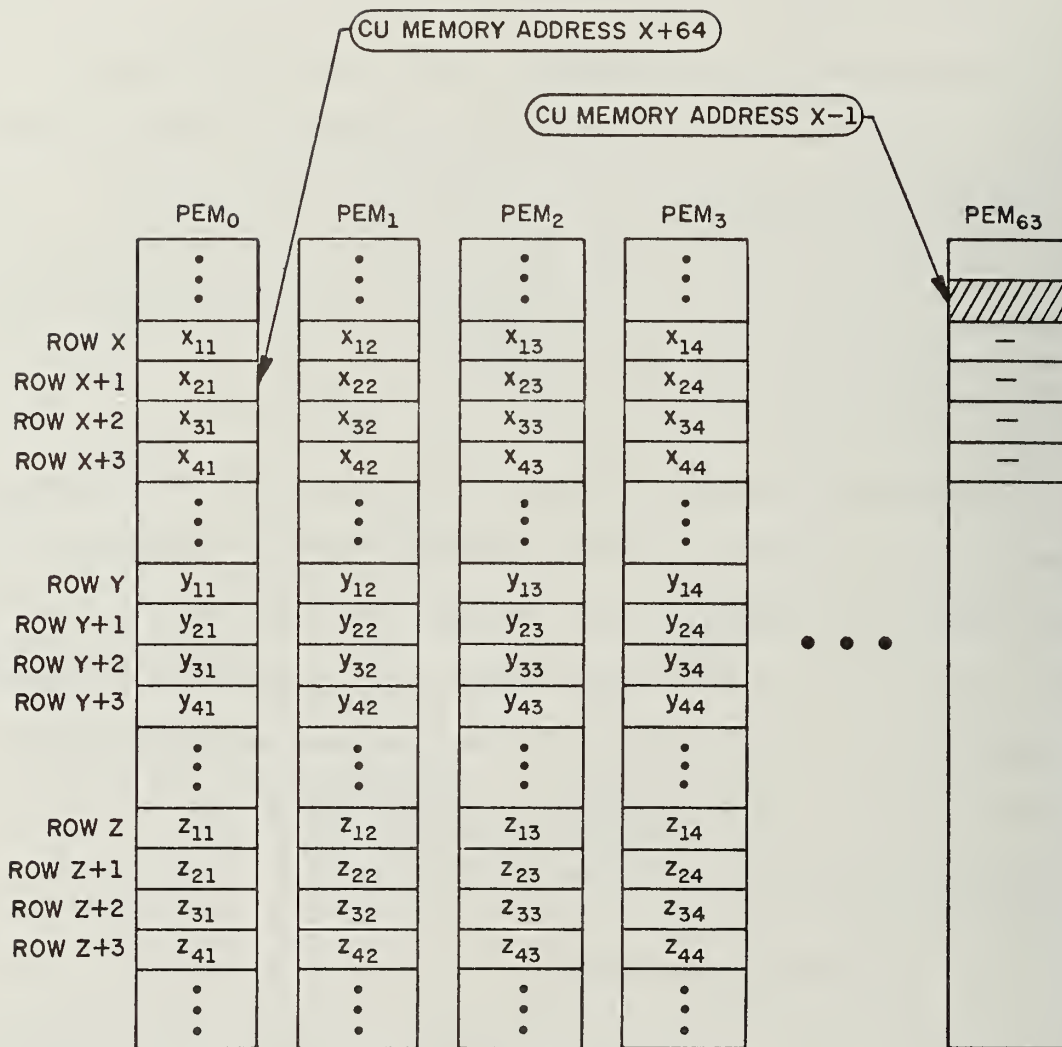 CU MEMORY ADDRESS X+64
CU MEMORY ADDRESS X-1
PEM₀ PEM₁ PEM₂ PEM₃ PEM₆₃
ROW X x₁₁ x₁₂ x₁₃ x₁₄ –
ROW X+1 x₂₁ x₂₂ x₂₃ x₂₄ –
ROW X+2 x₃₁ x₃₂ x₃₃ x₃₄ –
ROW X+3 x₄₁ x₄₂ x₄₃ x₄₄ –
ROW Y y₁₁ y₁₂ y₁₃ y₁₄
ROW Y+1 y₂₁ y₂₂ y₂₃ y₂₄
ROW Y+2 y₃₁ y₃₂ y₃₃ y₃₄
ROW Y+3 y₄₁ y₄₂ y₄₃ y₄₄
ROW Z z₁₁ z₁₂ z₁₃ z₁₄
ROW Z+1 z₂₁ z₂₂ z₂₃ z₂₄
ROW Z+2 z₃₁ z₃₂ z₃₃ z₃₄
ROW Z+3 z₄₁ z₄₂ z₄₃ z₄₄